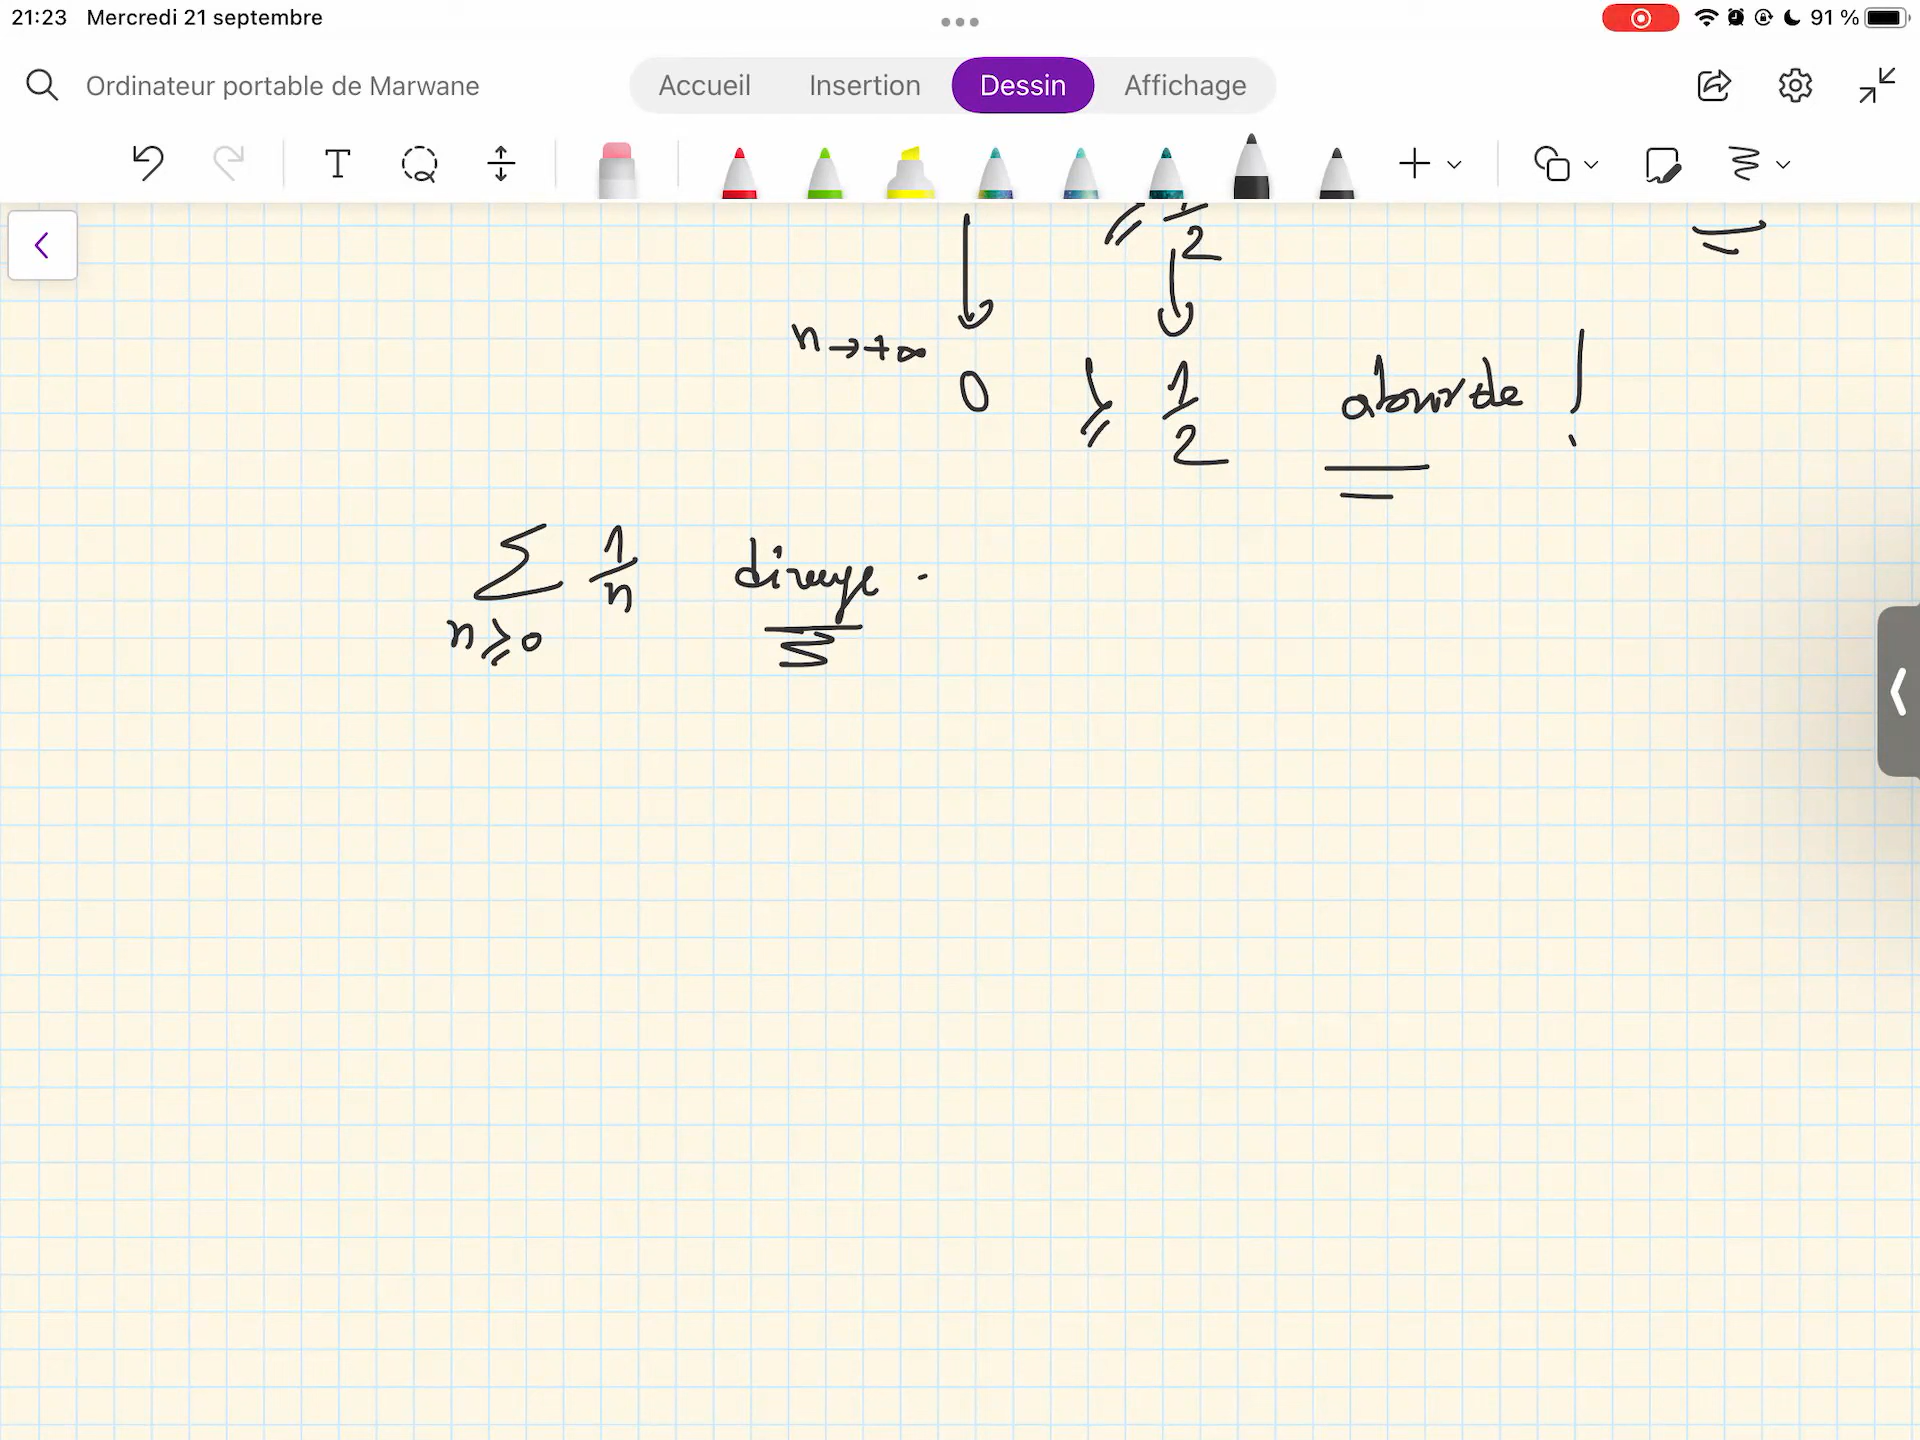 21:23 Mercredi 21 septembre 91 %
Ordinateur portable de Marwane Accueil Insertion Dessin Affichage
T
≥ 1/2
n→+∞
0 ≥ 1/2 absurde !
∑ 1/n diverge .
n≥0